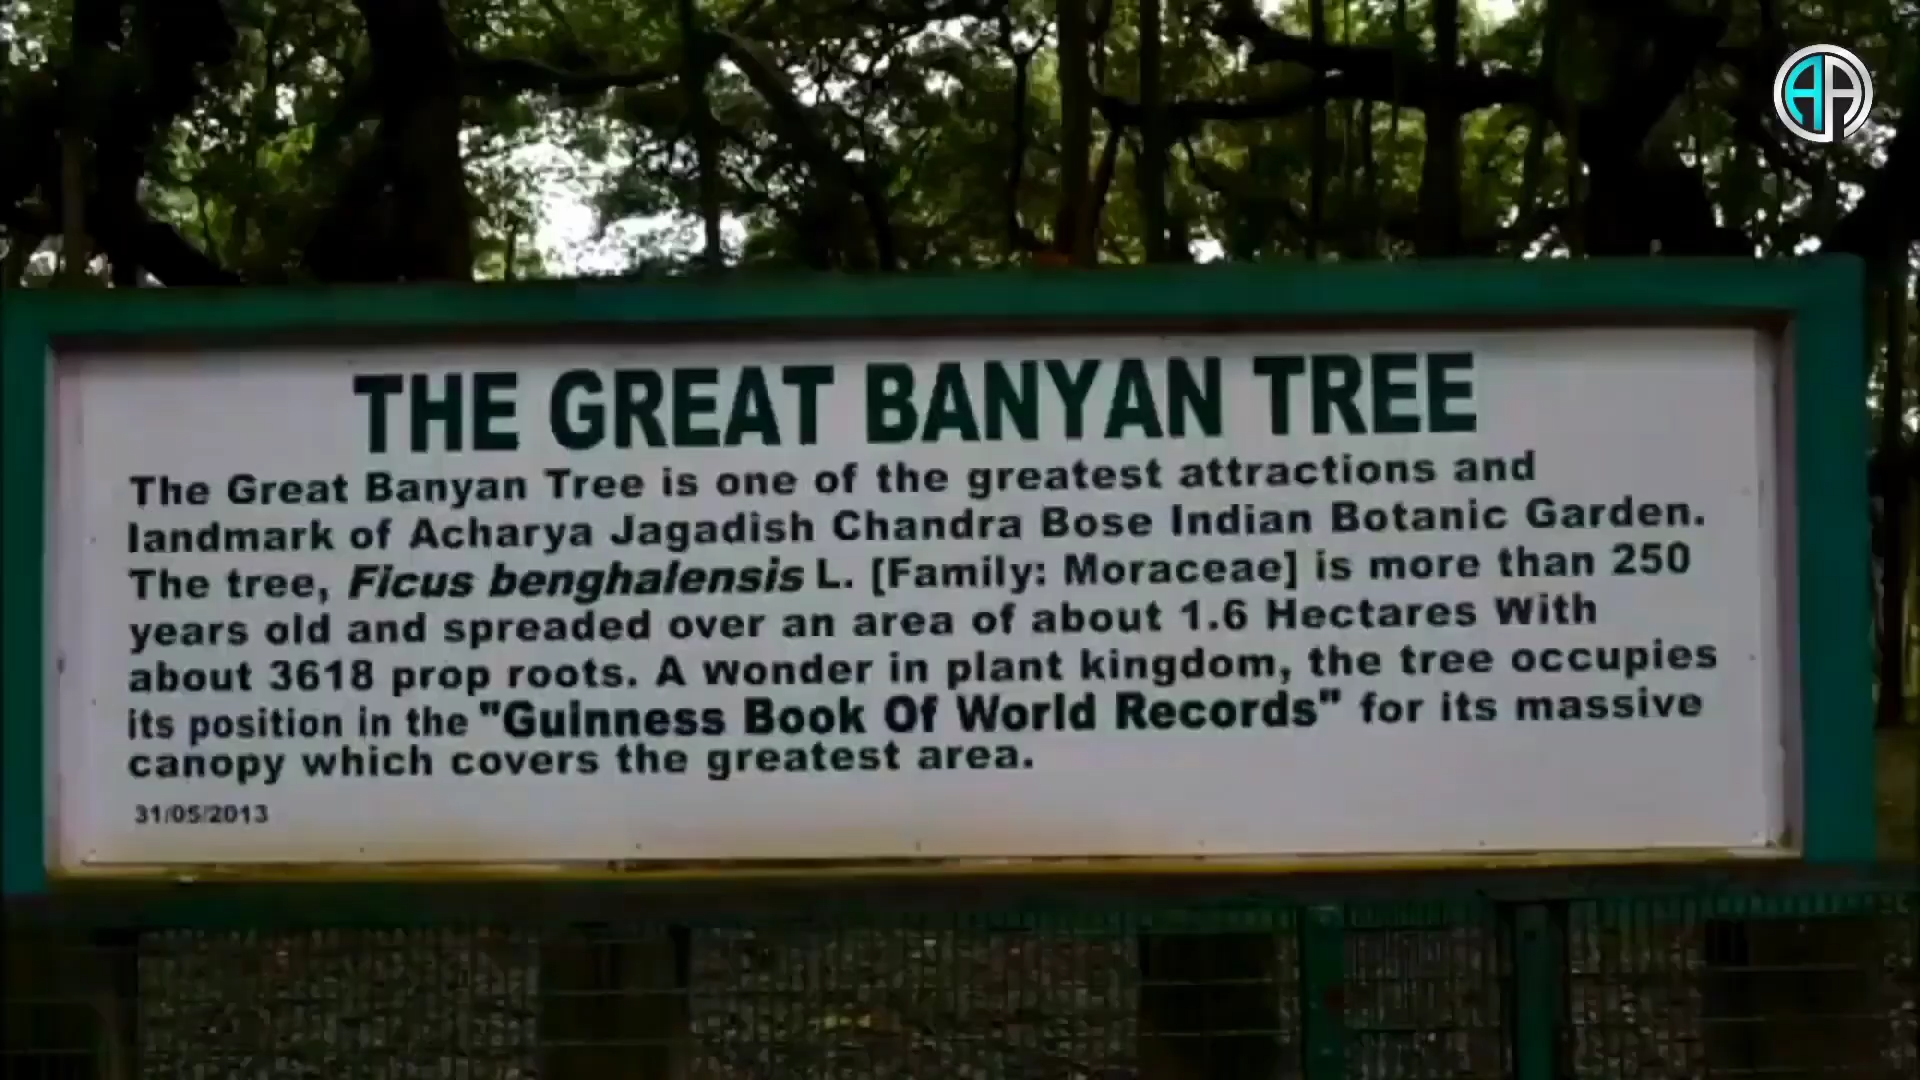 AA
THE GREAT BANYAN TREE
The Great Banyan Tree is one of the greatest attractions and
landmark of Acharya Jagadish Chandra Bose Indian Botanic Garden.
The tree, Ficus benghalensis L. [Family: Moraceae] is more than 250
years old and spreaded over an area of about 1.6 Hectares With
about 3618 prop roots. A wonder in plant kingdom, the tree occupies
its position in the "Guinness Book Of World Records" for its massive
canopy which covers the greatest area.
31/05/2013